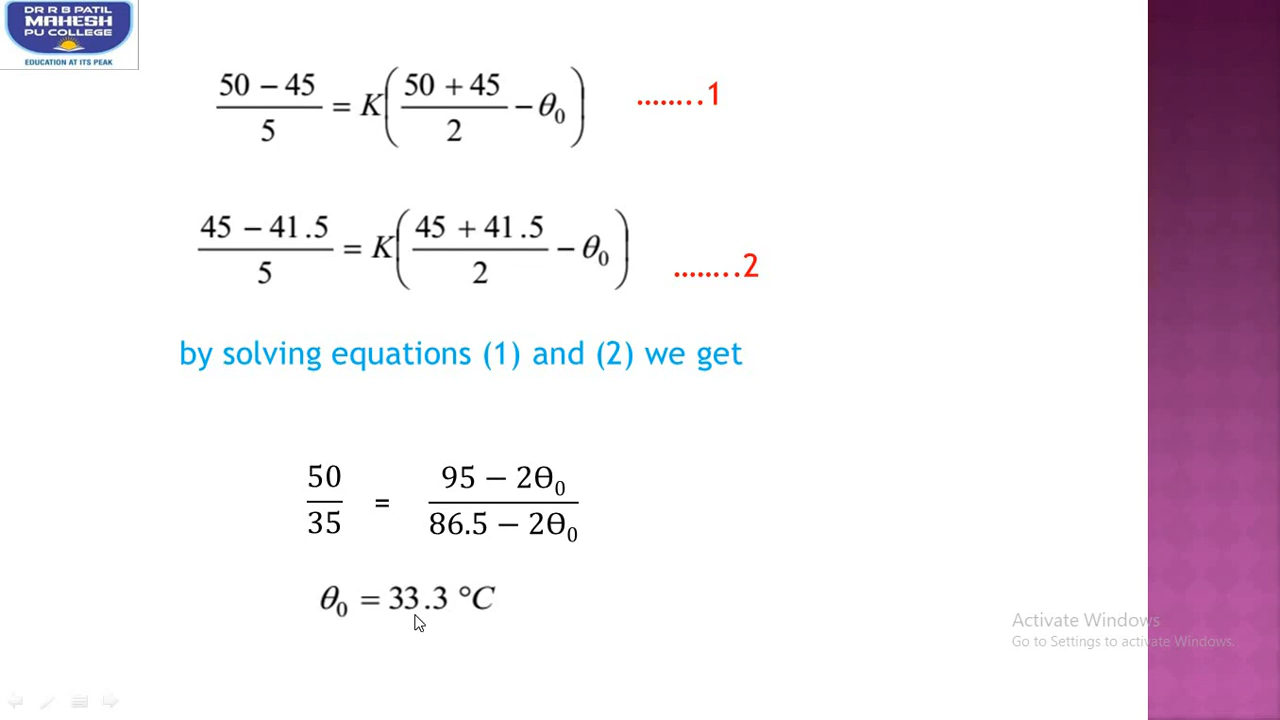 DR R B PATIL
MAHESH
PU COLLEGE
EDUCATION AT ITS PEAK
(50 − 45)/5 = K((50 + 45)/2 − θ₀) ........1
(45 − 41.5)/5 = K((45 + 41.5)/2 − θ₀) ........2
by solving equations (1) and (2) we get
50/35 = (95 − 2Ɵ₀)/(86.5 − 2Ɵ₀)
θ₀ = 33.3 °C
Activate Windows
Go to Settings to activate Windows.